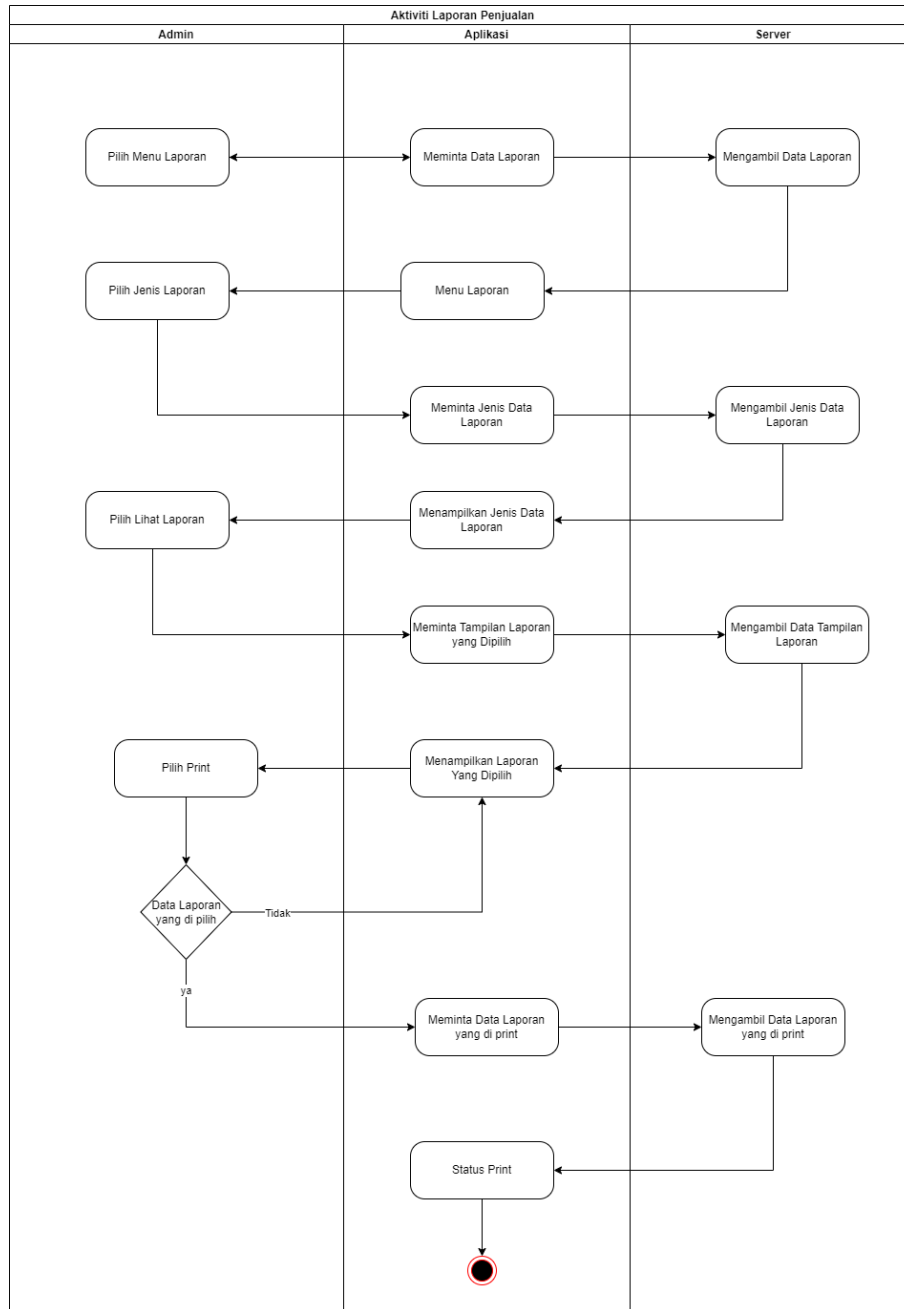 Aktiviti Laporan Penjualan
Admin
Aplikasi
Server
Pilih Menu Laporan
Meminta Data Laporan
Mengambil Data Laporan
Pilih Jenis Laporan
Menu Laporan
Meminta Jenis Data
Laporan
Mengambil Jenis Data
Laporan
Pilih Lihat Laporan
Menampilkan Jenis Data
Laporan
Meminta Tampilan Laporan
yang Dipilih
Mengambil Data Tampilan
Laporan
Pilih Print
Menampilkan Laporan
Yang Dipilih
Data Laporan
yang di pilih
Tidak
ya
Meminta Data Laporan
yang di print
Mengambil Data Laporan
yang di print
Status Print